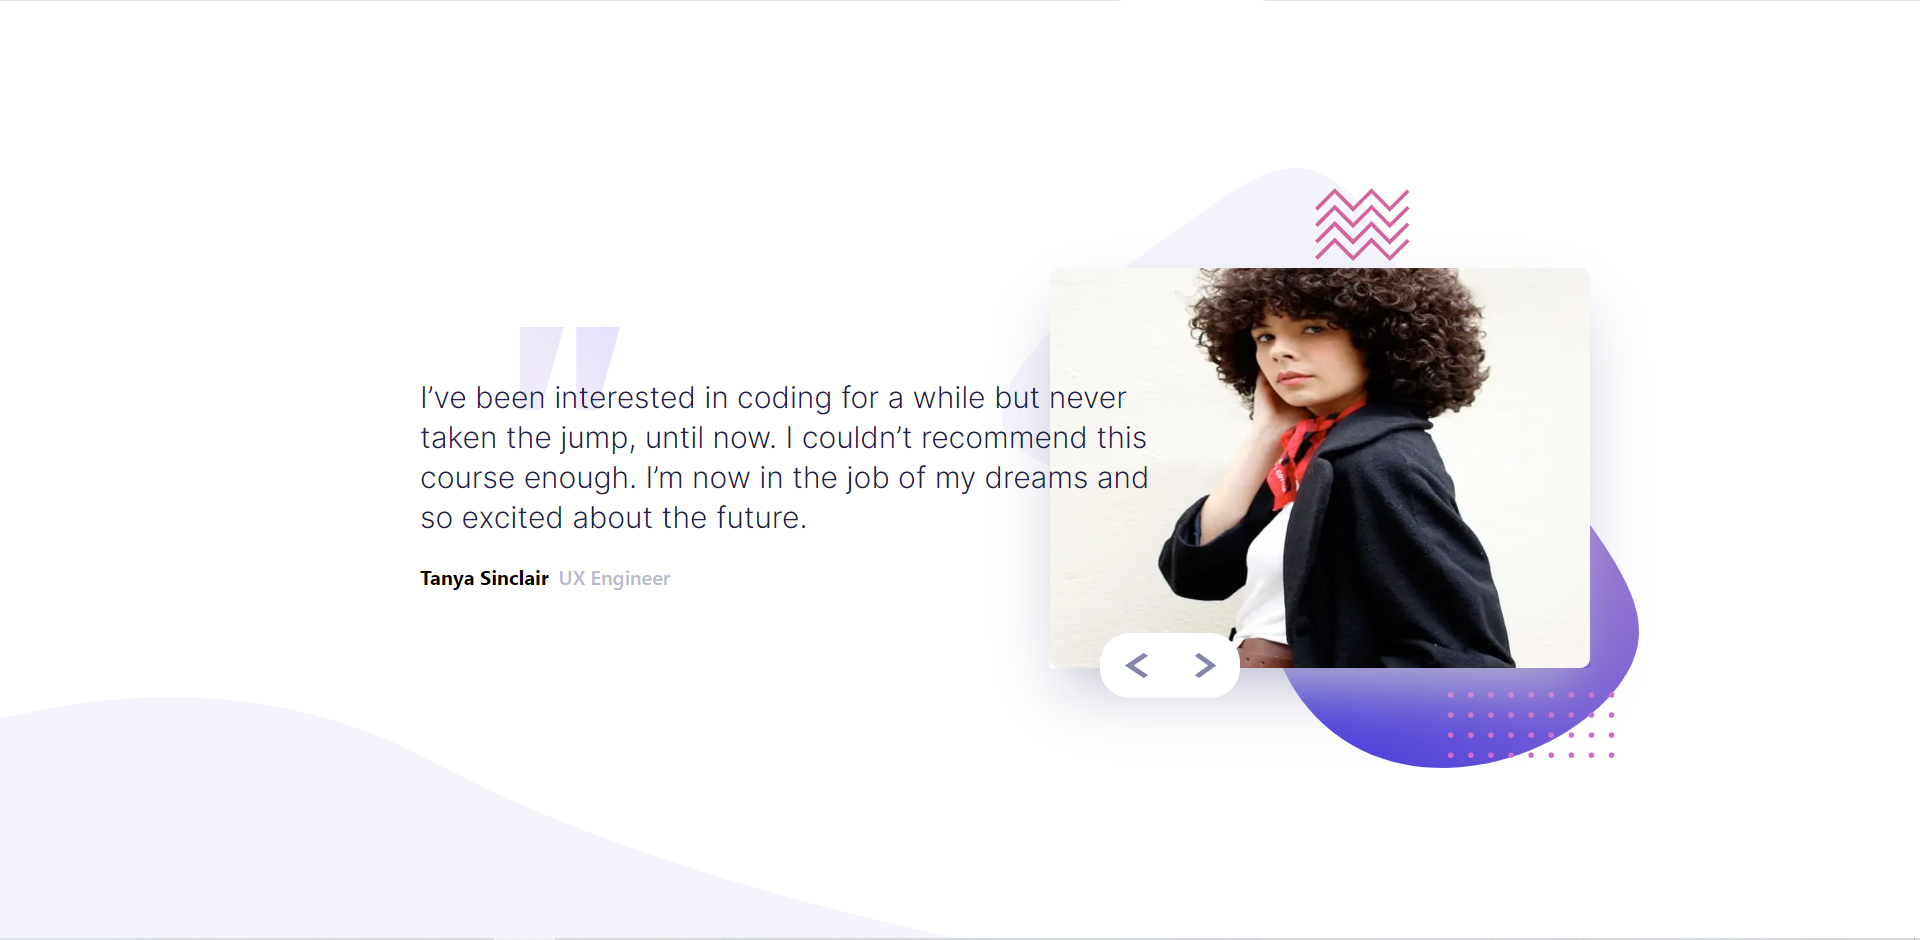 I’ve been interested in coding for a while but never
taken the jump, until now. I couldn’t recommend this
course enough. I’m now in the job of my dreams and
so excited about the future.
Tanya Sinclair UX Engineer